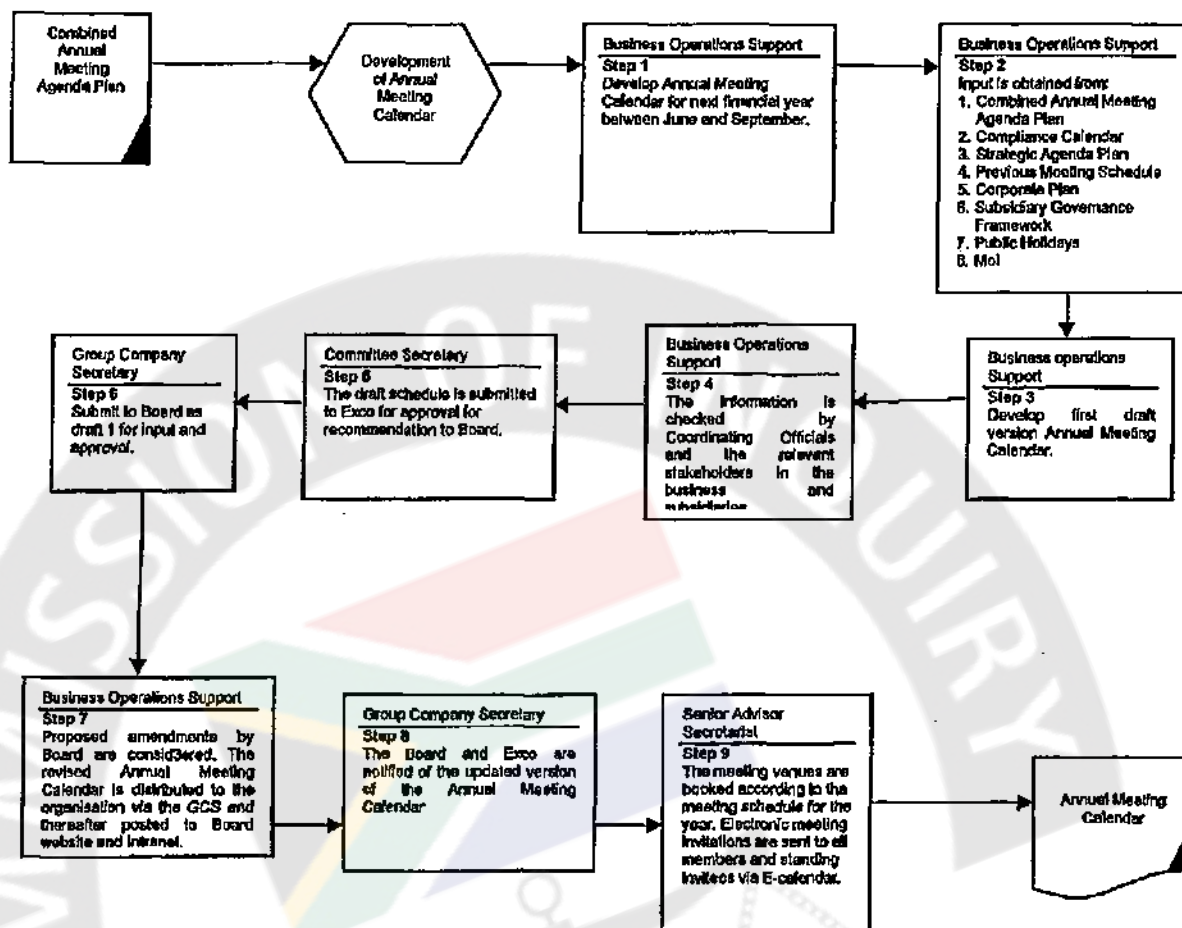 Combined
Annual
Meeting
Agenda Plan
Development
of Annual
Meeting
Calendar
Business Operations Support
Step 1
Develop Annual Meeting
Calendar for next financial year
between June and September.
Business Operations Support
Step 2
Input is obtained from:
1. Combined Annual Meeting
Agenda Plan
2. Compliance Calendar
3. Strategic Agenda Plan
4. Previous Meeting Schedule
5. Corporate Plan
6. Subsidiary Governance
Framework
7. Public Holidays
8. MoI
Group Company
Secretary
Step 6
Submit to Board as
draft 1 for input and
approval.
Committee Secretary
Step 5
The draft schedule is submitted
to Exco for approval for
recommendation to Board.
Business Operations
Support
Step 4
The information is
checked by
Coordinating Officials
and the relevant
stakeholders in the
business and
subsidiaries
Business operations
Support
Step 3
Develop first draft
version Annual Meeting
Calendar.
Business Operations Support
Step 7
Proposed amendments by
Board are consid3ered. The
revised Annual Meeting
Calendar is distributed to the
organisation via the GCS and
thereafter posted to Board
website and intranet.
Group Company Secretary
Step 8
The Board and Exco are
notified of the updated version
of the Annual Meeting
Calendar
Senior Advisor
Secretariat
Step 9
The meeting venues are
booked according to the
meeting schedule for the
year. Electronic meeting
invitations are sent to all
members and standing
invitees via E-calendar.
Annual Meeting
Calendar
MISSION OF INQUIRY